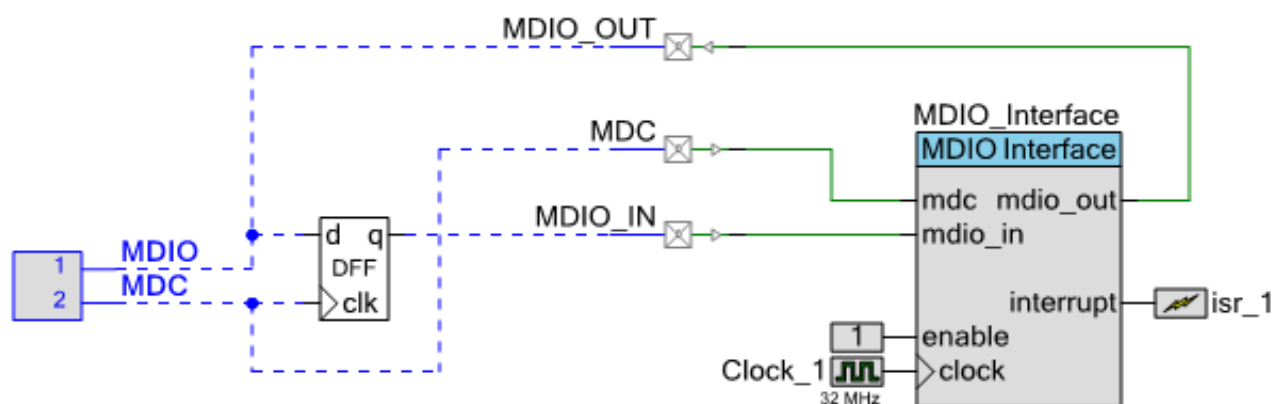 MDIO_OUT
MDIO_Interface
MDC
MDIO Interface
mdc mdio_out
MDIO_IN
d q
mdio_in
1 MDIO
DFF
2 MDC
clk
interrupt
isr_1
1
enable
Clock_1
clock
32 MHz